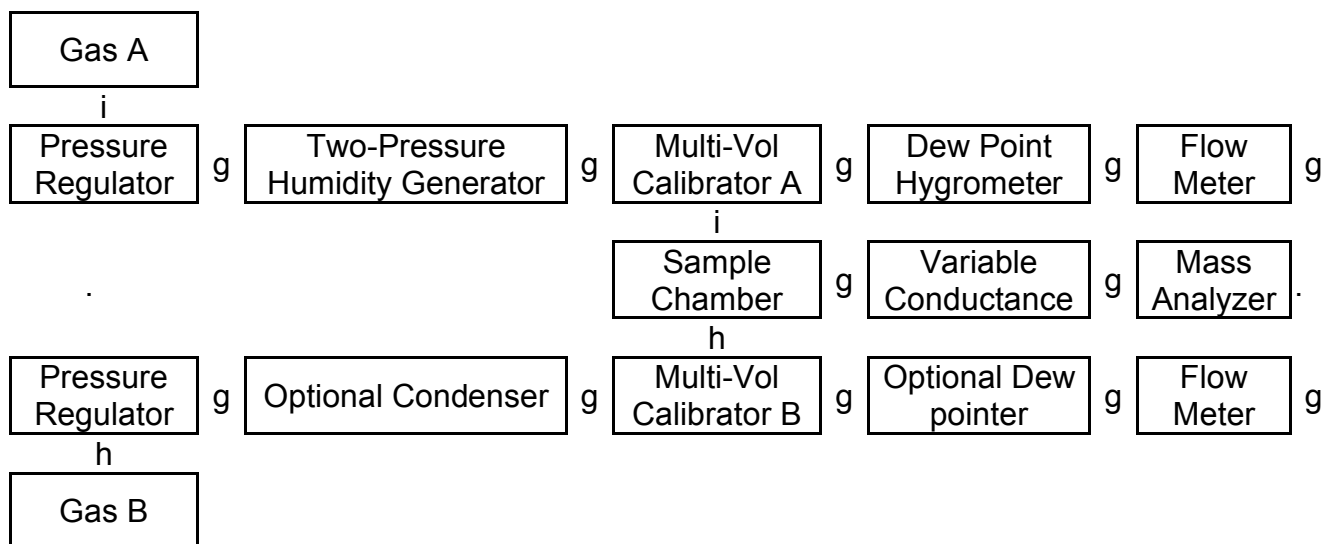 Gas A
i
Pressure Regulator g Two-Pressure Humidity Generator g Multi-Vol Calibrator A g Dew Point Hygrometer g Flow Meter g
i
. Sample Chamber g Variable Conductance g Mass Analyzer .
h
Pressure Regulator g Optional Condenser g Multi-Vol Calibrator B g Optional Dew pointer g Flow Meter g
h
Gas B